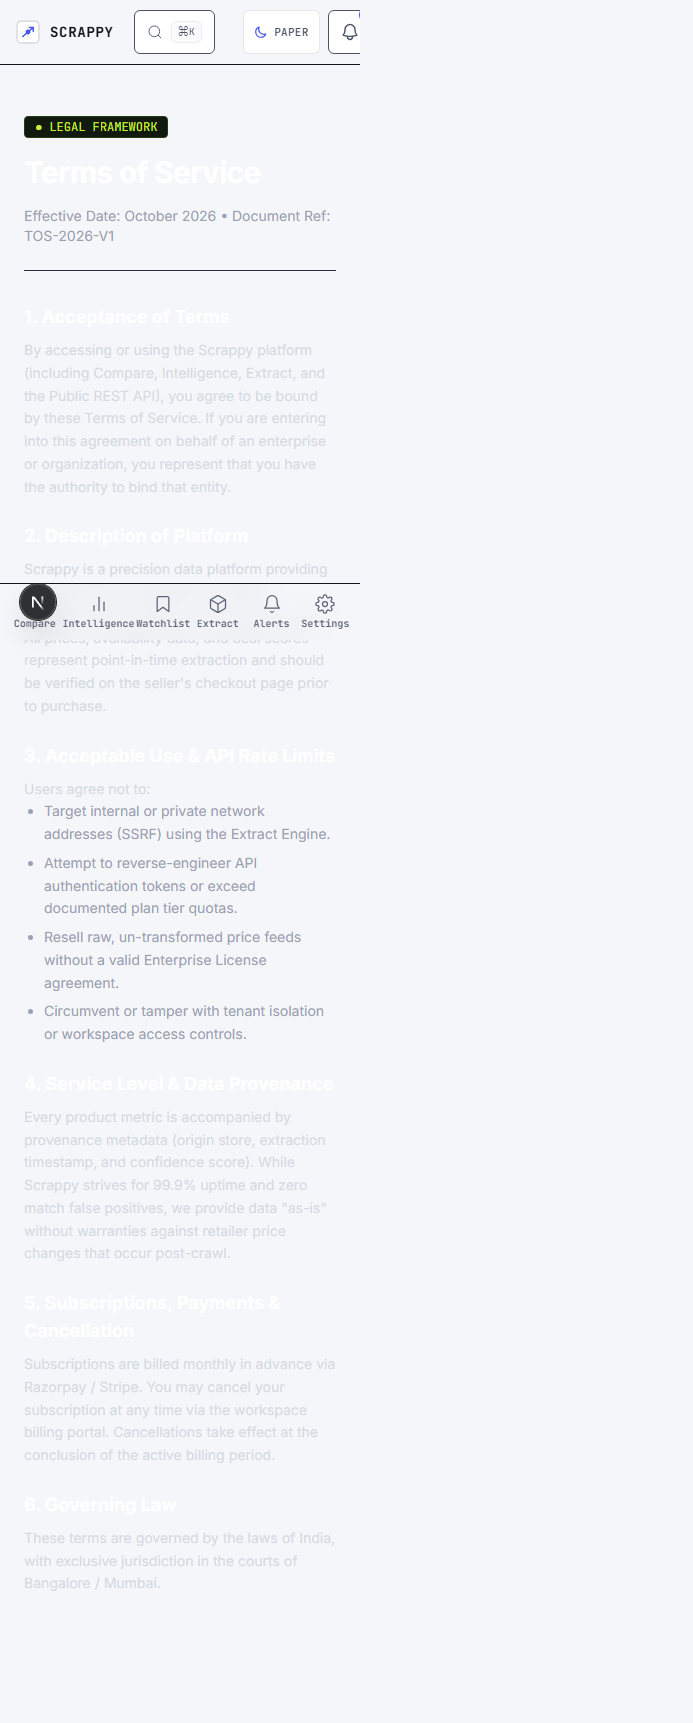 SCRAPPY
⌘K
PAPER
LEGAL FRAMEWORK
Terms of Service
Effective Date: October 2026 • Document Ref:
TOS-2026-V1
1. Acceptance of Terms
By accessing or using the Scrappy platform
(including Compare, Intelligence, Extract, and
the Public REST API), you agree to be bound
by these Terms of Service. If you are entering
into this agreement on behalf of an enterprise
or organization, you represent that you have
the authority to bind that entity.
2. Description of Platform
Scrappy is a precision data platform providing
N
Compare
Intelligence
Watchlist
Extract
Alerts
Settings
All prices, availability data, and deal scores
represent point-in-time extraction and should
be verified on the seller's checkout page prior
to purchase.
3. Acceptable Use & API Rate Limits
Users agree not to:
• Target internal or private network
addresses (SSRF) using the Extract Engine.
• Attempt to reverse-engineer API
authentication tokens or exceed
documented plan tier quotas.
• Resell raw, un-transformed price feeds
without a valid Enterprise License
agreement.
• Circumvent or tamper with tenant isolation
or workspace access controls.
4. Service Level & Data Provenance
Every product metric is accompanied by
provenance metadata (origin store, extraction
timestamp, and confidence score). While
Scrappy strives for 99.9% uptime and zero
match false positives, we provide data "as-is"
without warranties against retailer price
changes that occur post-crawl.
5. Subscriptions, Payments &
Cancellation
Subscriptions are billed monthly in advance via
Razorpay / Stripe. You may cancel your
subscription at any time via the workspace
billing portal. Cancellations take effect at the
conclusion of the active billing period.
6. Governing Law
These terms are governed by the laws of India,
with exclusive jurisdiction in the courts of
Bangalore / Mumbai.